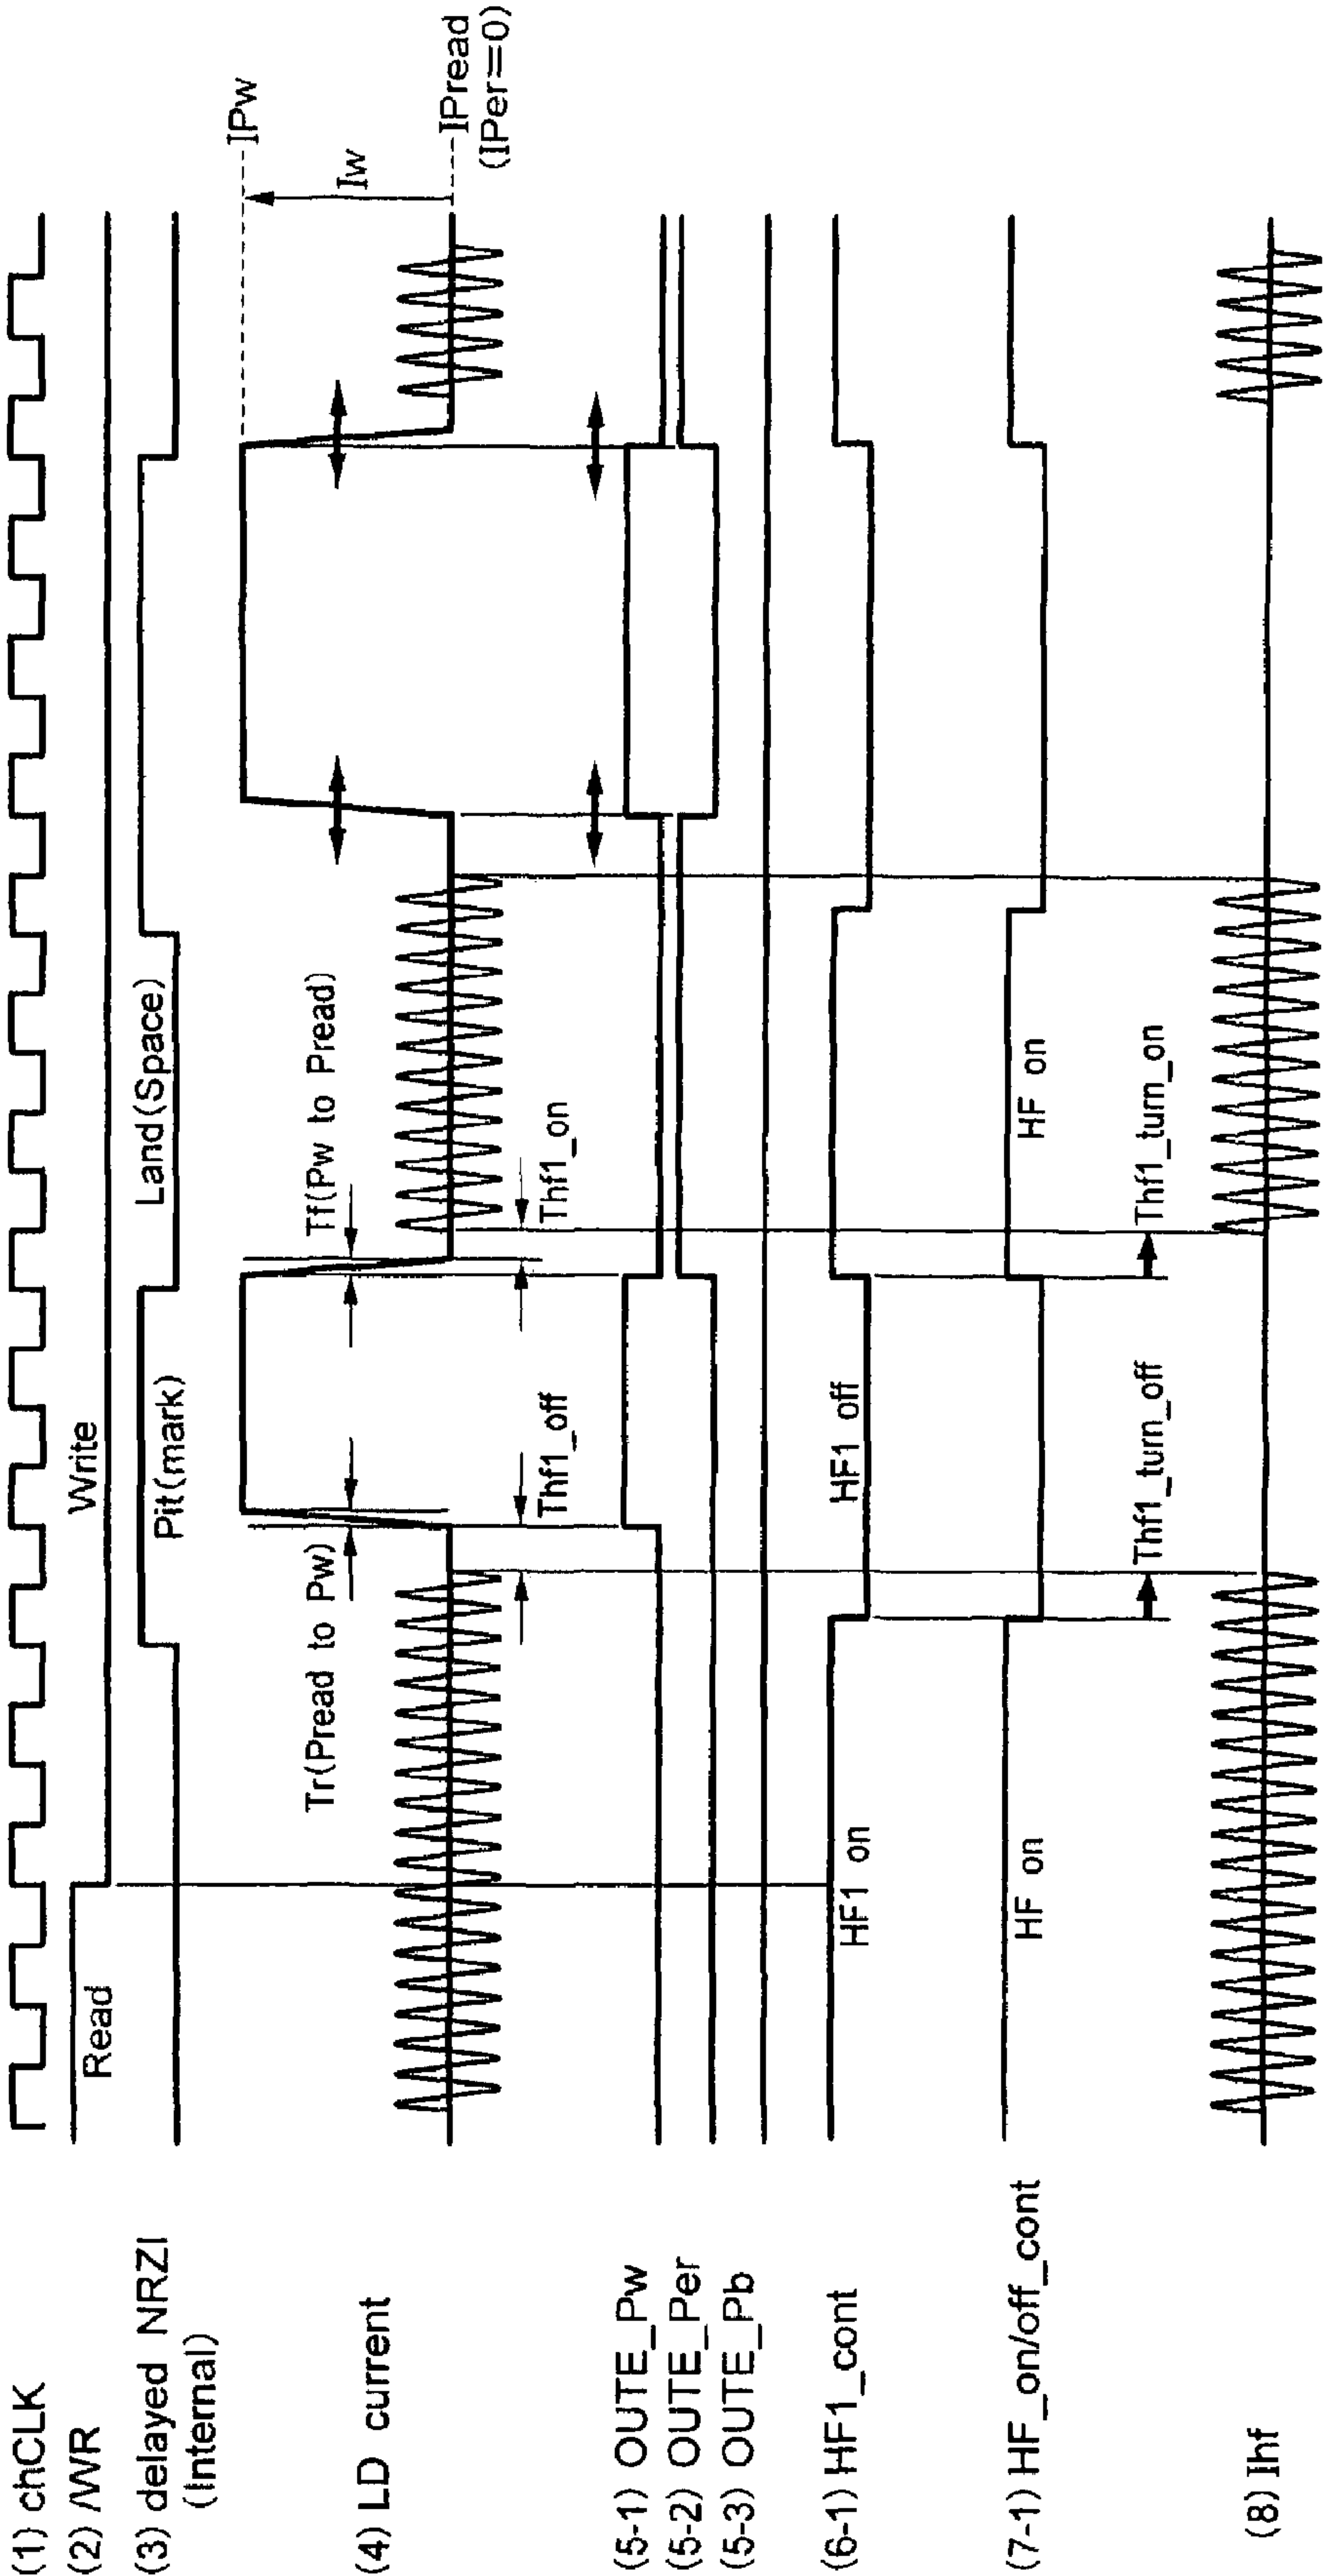 (1) chCLK
(2) /WR
Read
Write
(3) delayed NRZI
(Internal)
Pit(mark)
Land(Space)
(4) LD current
Tr(Pread to Pw)
Tf(Pw to Pread)
IPw
Iw
IPread
(IPer=0)
Thf1_off
Thf1_on
(5-1) OUTE_Pw
(5-2) OUTE_Per
(5-3) OUTE_Pb
(6-1) HF1_cont
HF1 on
HF1 off
(7-1) HF_on/off_cont
HF on
HF on
Thf1_turn_off
Thf1_turn_on
(8) Ihf